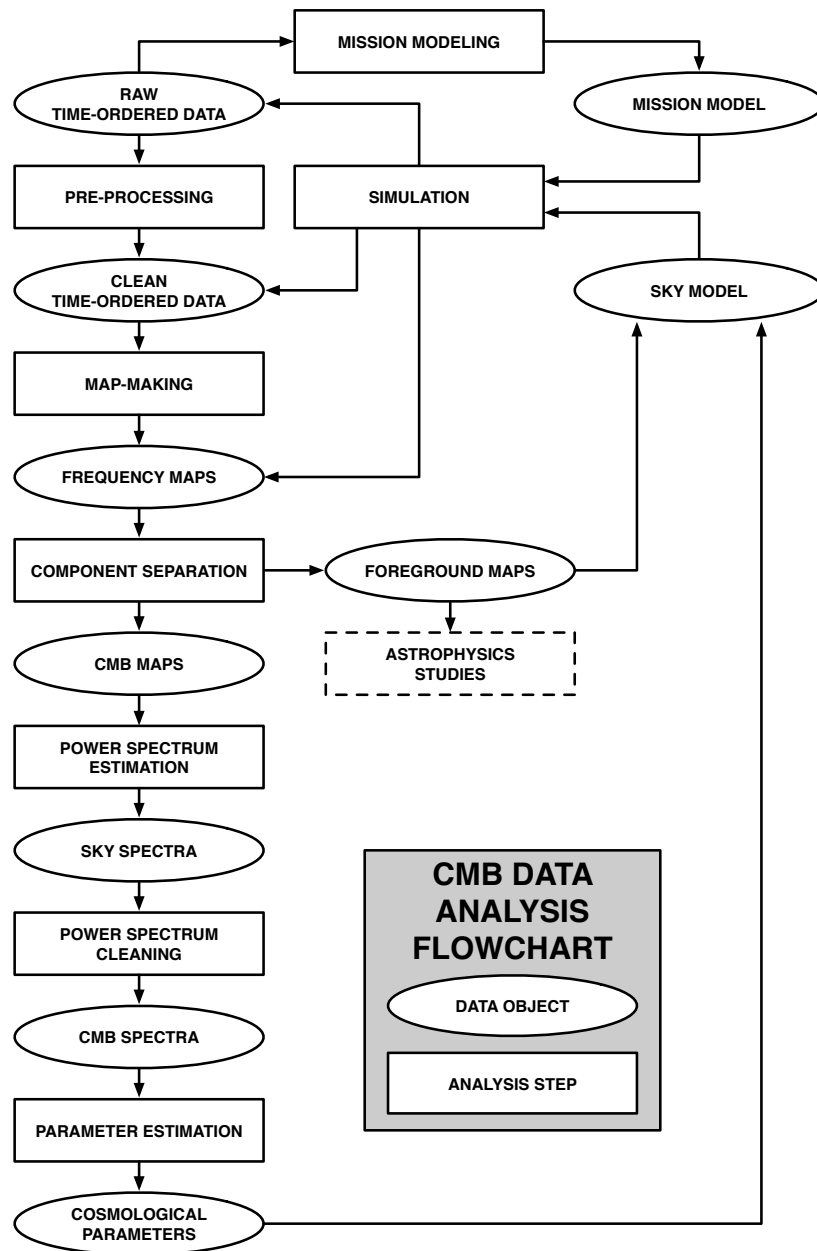 MISSION MODELING
RAW
TIME-ORDERED DATA
MISSION MODEL
PRE-PROCESSING
SIMULATION
CLEAN
TIME-ORDERED DATA
SKY MODEL
MAP-MAKING
FREQUENCY MAPS
COMPONENT SEPARATION
FOREGROUND MAPS
CMB MAPS
ASTROPHYSICS
STUDIES
POWER SPECTRUM
ESTIMATION
SKY SPECTRA
POWER SPECTRUM
CLEANING
CMB SPECTRA
PARAMETER ESTIMATION
COSMOLOGICAL
PARAMETERS
CMB DATA
ANALYSIS
FLOWCHART
DATA OBJECT
ANALYSIS STEP